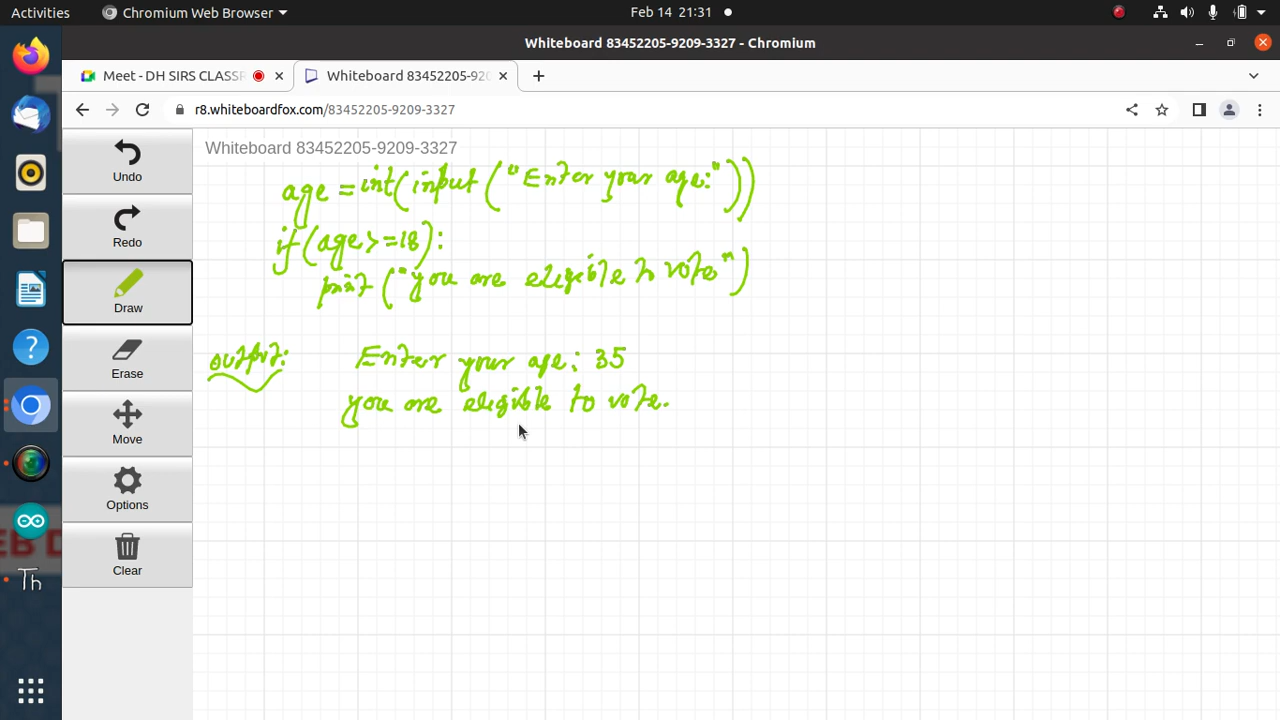 Activities
Chromium Web Browser
Feb 14 21:31
Whiteboard 83452205-9209-3327 - Chromium
Meet - DH SIRS CLASSR
Whiteboard 83452205-920
r8.whiteboardfox.com/83452205-9209-3327
Undo
Redo
Draw
Erase
Move
Options
Clear
Whiteboard 83452205-9209-3327
age = int(input("Enter your age:"))
if (age>=18):
print ("you are eligible to vote")
output: Enter your age: 35
you are eligible to vote.
EB D
Th